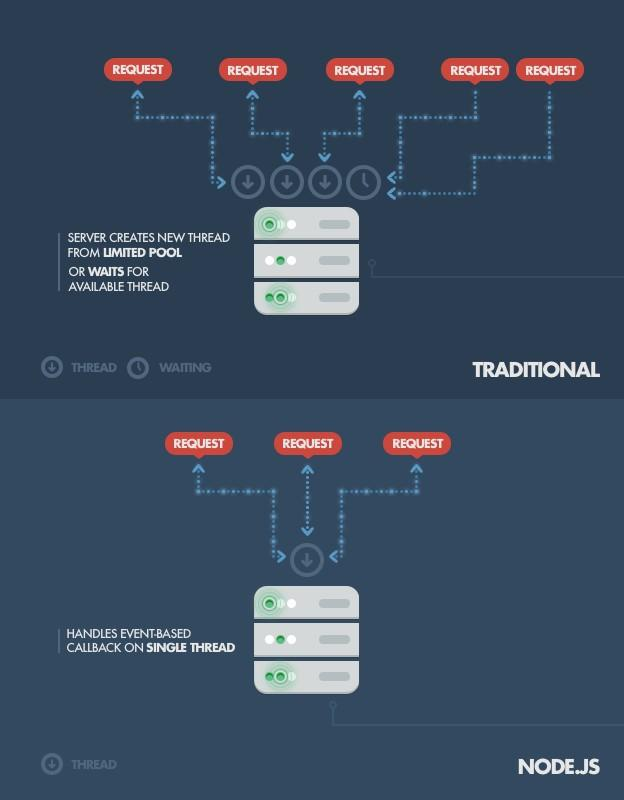 REQUEST REQUEST REQUEST REQUEST REQUEST
SERVER CREATES NEW THREAD
FROM LIMITED POOL
OR WAITS FOR
AVAILABLE THREAD
THREAD WAITING
TRADITIONAL
REQUEST REQUEST REQUEST
HANDLES EVENT-BASED
CALLBACK ON SINGLE THREAD
THREAD
NODE.JS